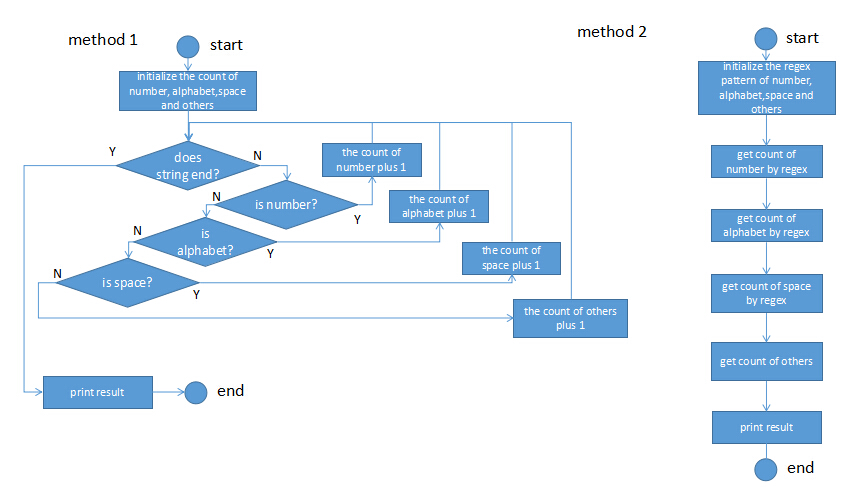 method 1
start
initialize the count of
number, alphabet,space
and others
Y
does
string end?
N
the count of
number plus 1
N
is number?
Y
the count of
alphabet plus 1
N
is
alphabet?
Y
the count of
space plus 1
N
is space?
Y
the count of others
plus 1
print result
end
method 2
start
initialize the regex
pattern of number,
alphabet,space and
others
get count of
number by regex
get count of
alphabet by regex
get count of space
by regex
get count of others
print result
end